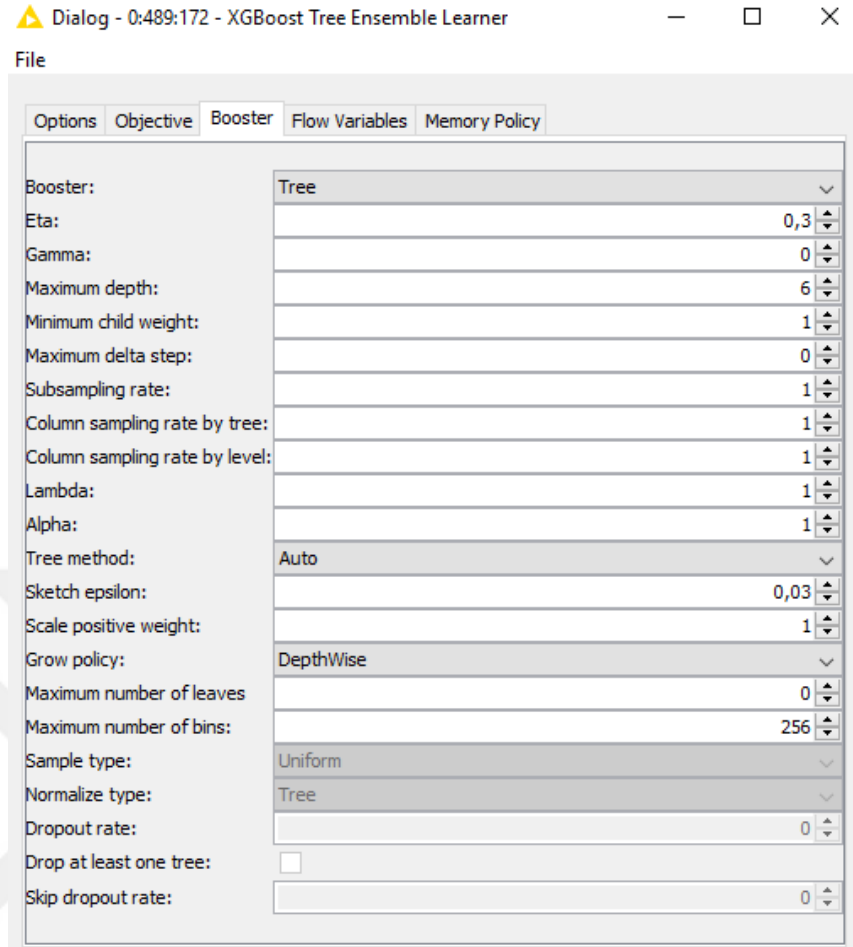 Dialog - 0:489:172 - XGBoost Tree Ensemble Learner
File
Options Objective Booster Flow Variables Memory Policy
Booster: Tree
Eta: 0,3
Gamma: 0
Maximum depth: 6
Minimum child weight: 1
Maximum delta step: 0
Subsampling rate: 1
Column sampling rate by tree: 1
Column sampling rate by level: 1
Lambda: 1
Alpha: 1
Tree method: Auto
Sketch epsilon: 0,03
Scale positive weight: 1
Grow policy: DepthWise
Maximum number of leaves 0
Maximum number of bins: 256
Sample type: Uniform
Normalize type: Tree
Dropout rate: 0
Drop at least one tree:
Skip dropout rate: 0